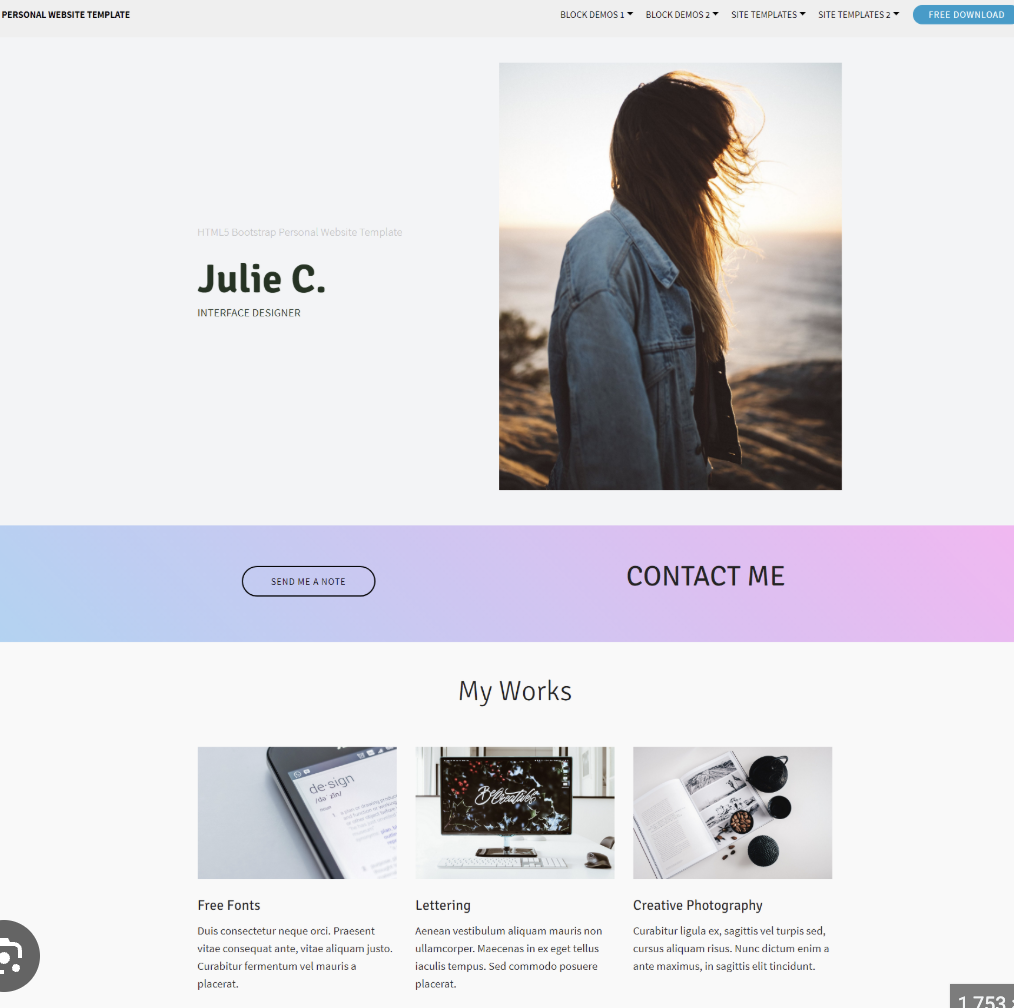 PERSONAL WEBSITE TEMPLATE
BLOCK DEMOS 1 BLOCK DEMOS 2 SITE TEMPLATES SITE TEMPLATES 2 FREE DOWNLOAD
HTML5 Bootstrap Personal Website Template
Julie C.
INTERFACE DESIGNER
SEND ME A NOTE
CONTACT ME
My Works
de·sign
/dəˈzīn/
Be Creative
Free Fonts
Duis consectetur neque orci. Praesent
vitae consequat ante, vitae aliquam justo.
Curabitur fermentum vel mauris a
placerat.
Lettering
Aenean vestibulum aliquam mauris non
ullamcorper. Maecenas in ex eget tellus
iaculis tempus. Sed commodo posuere
placerat.
Creative Photography
Curabitur ligula ex, sagittis vel turpis sed,
cursus aliquam risus. Nunc dictum enim a
ante maximus, in sagittis elit tincidunt.
1,753